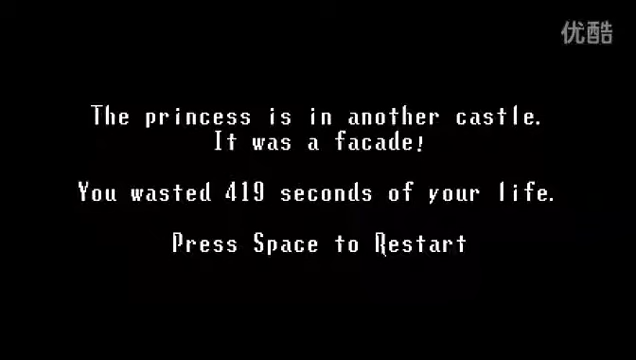 优酷
The princess is in another castle.
It was a facade!
You wasted 419 seconds of your life.
Press Space to Restart